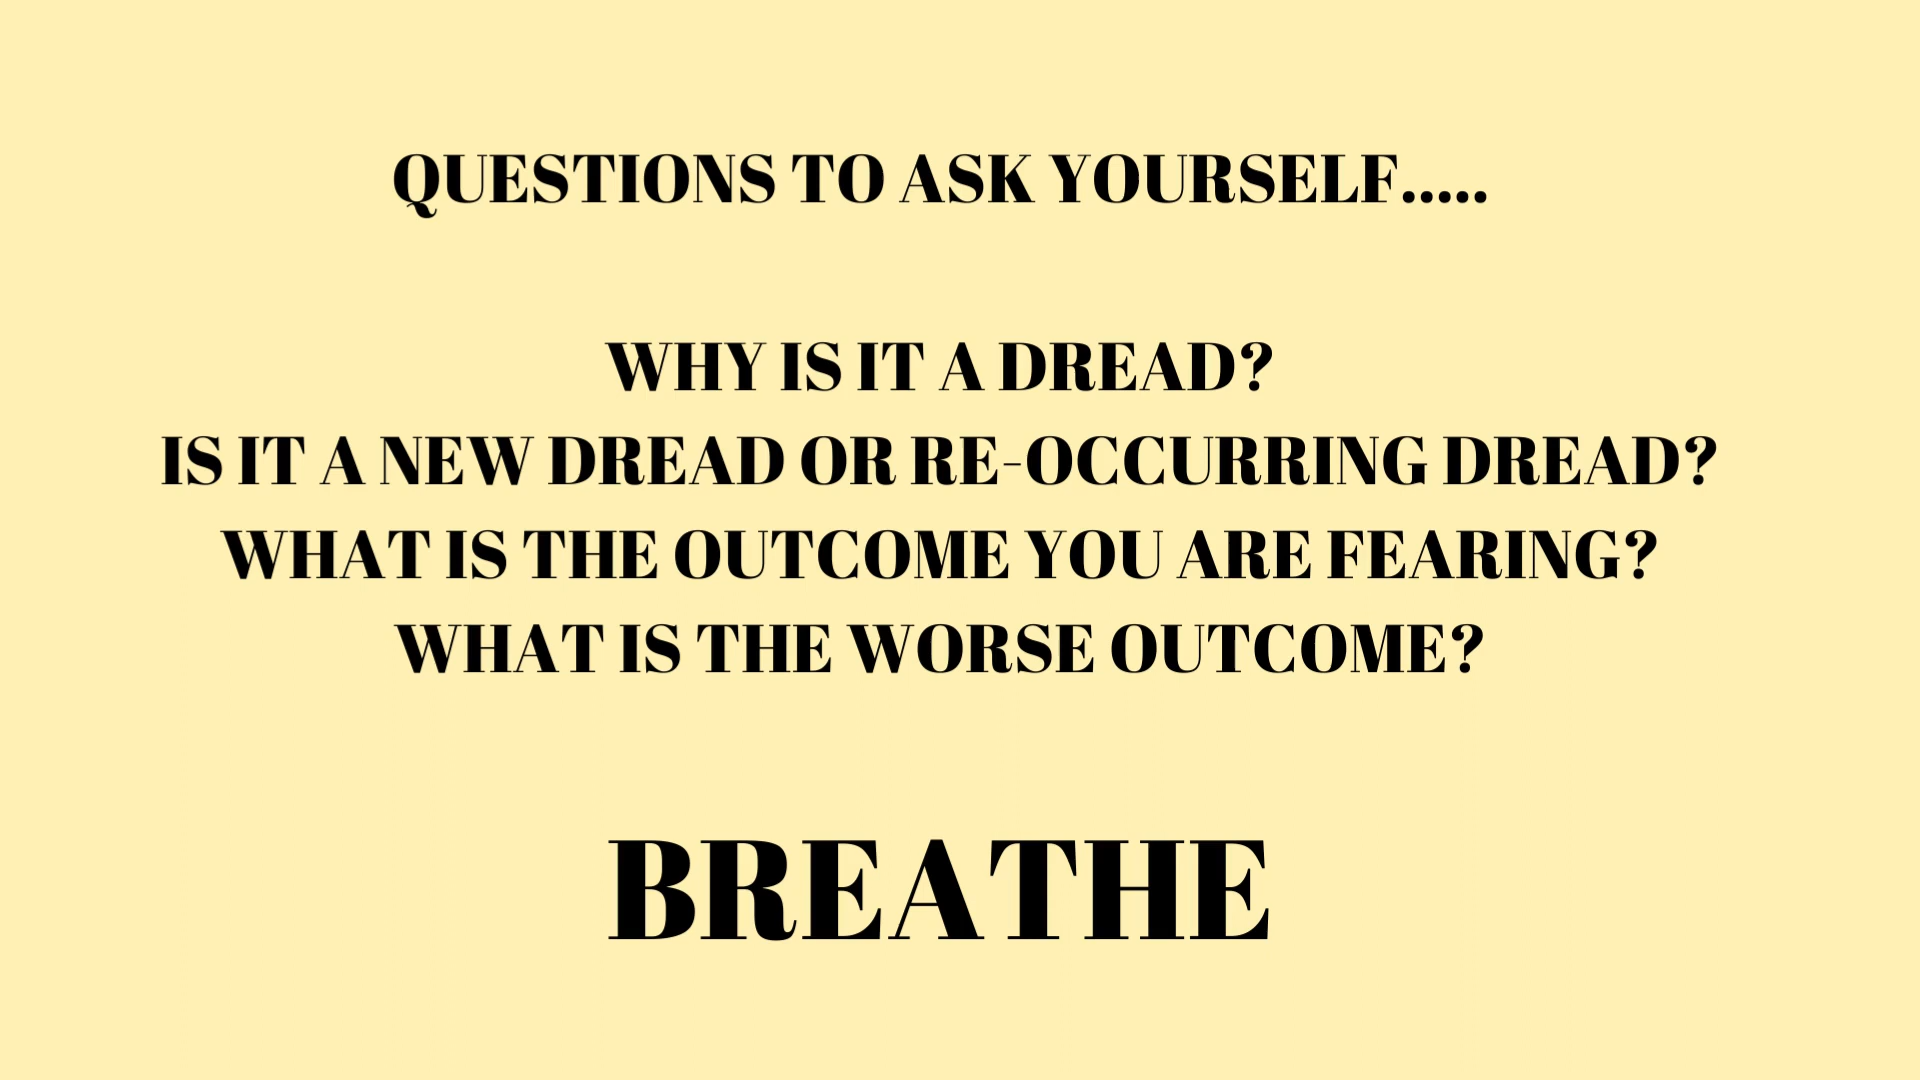 QUESTIONS TO ASK YOURSELF.....
WHY IS IT A DREAD?
IS IT A NEW DREAD OR RE-OCCURRING DREAD?
WHAT IS THE OUTCOME YOU ARE FEARING?
WHAT IS THE WORSE OUTCOME?
BREATHE